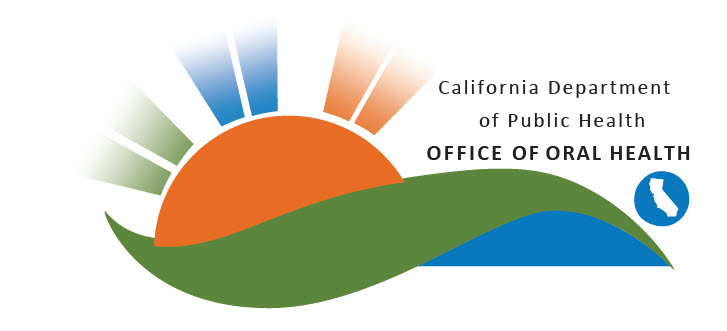 California Department
of Public Health
OFFICE OF ORAL HEALTH